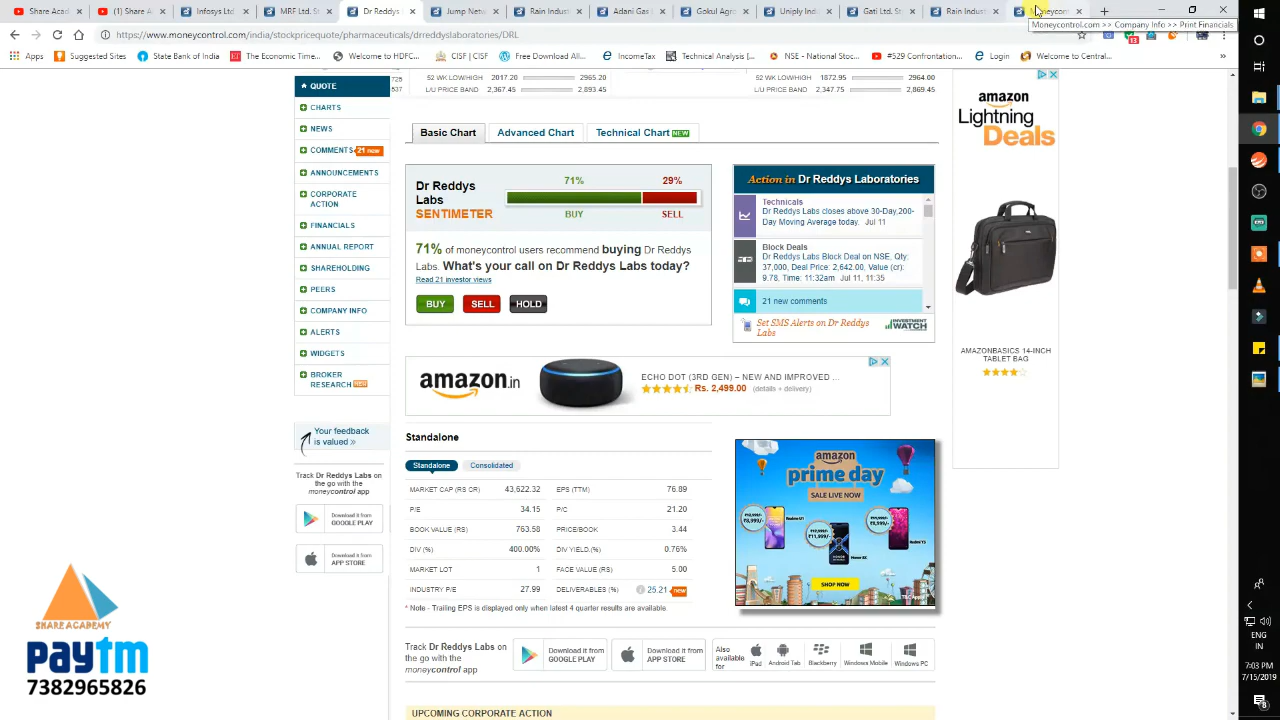 Share Acad
(1) Share A
Infosys Ltd
MRF Ltd. St
Dr Reddys
Deep Neur
(1) Share A
Rain Indus
Adani Gas
Gokul Agro
Uniply Ind
Gati Ltd. St
Rain Indus
Moneycontrol.com >> Company Info >> Print Financials
https://www.moneycontrol.com/india/stockpricequ
/DRL
Apps
Suggested Sites
State Bank of India
The Economic Times...
Welcome to HDFC...
CISF | CISF
Free Download All...
IncomeTax
Technical Analysis |...
NSE - National Stoc...
#529 Confrontation...
Login
Welcome to Central...
52 WK LOW/HIGH 2017.20 2965.20
52 WK LOW/HIGH 1872.95 2964.00
L/U PRICE BAND 2,367.45 2,893.45
L/U PRICE BAND 2,347.75 2,869.45
QUOTE
CHARTS
NEWS
COMMENTS 21 new
ANNOUNCEMENTS
CORPORATE
ACTION
FINANCIALS
ANNUAL REPORT
SHAREHOLDING
PEERS
COMPANY INFO
ALERTS
WIDGETS
BROKER
RESEARCH NEW
Your feedback
is valued »
Track Dr Reddys Labs on
the go with the
moneycontrol app
Download it from
GOOGLE PLAY
Download it from
APP STORE
Basic Chart
Advanced Chart
Technical Chart NEW
Dr Reddys
Labs
SENTIMETER
71% 29%
BUY SELL
71% of moneycontrol users recommend buying Dr Reddys
Labs. What's your call on Dr Reddys Labs today?
Read 21 investor views
BUY SELL HOLD
Action in Dr Reddys Laboratories
Technicals
Dr Reddys Labs closes above 30-Day,200-
Day Moving Average today. Jul 11
Block Deals
Dr Reddys Labs Block Deal on NSE, Qty:
37,000, Deal Price: 2,642.00, Value (cr):
9.78, Time: 11:32am Jul 11, 11:35
21 new comments
Set SMS Alerts on Dr Reddys
Labs
INVESTMENT
WATCH
amazon
Lightning
Deals
AMAZONBASICS 14-INCH
TABLET BAG
amazon.in
ECHO DOT (3RD GEN) – NEW AND IMPROVED ...
Rs. 2,499.00 (details + delivery)
Standalone
Standalone Consolidated
MARKET CAP (RS CR) 43,622.32 EPS (TTM) 76.89
P/E 34.15 P/C 21.20
BOOK VALUE (RS) 763.58 PRICE/BOOK 3.44
DIV (%) 400.00% DIV YIELD.(%) 0.76%
MARKET LOT 1 FACE VALUE (RS) 5.00
INDUSTRY P/E 27.99 DELIVERABLES (%) 25.21 NEW
* Note - Trailing EPS is displayed only when latest 4 quarter results are available.
amazon
prime day
SALE LIVE NOW
SHOP NOW
Track Dr Reddys Labs on
the go with the
moneycontrol app
Download it from
GOOGLE PLAY
Download it from
APP STORE
Also
available
for
iPad Android Tab Blackberry Windows Mobile Windows PC
UPCOMING CORPORATE ACTION
SHARE ACADEMY
paytm
7382965826
ENG
IN
7:03 PM
7/15/2019